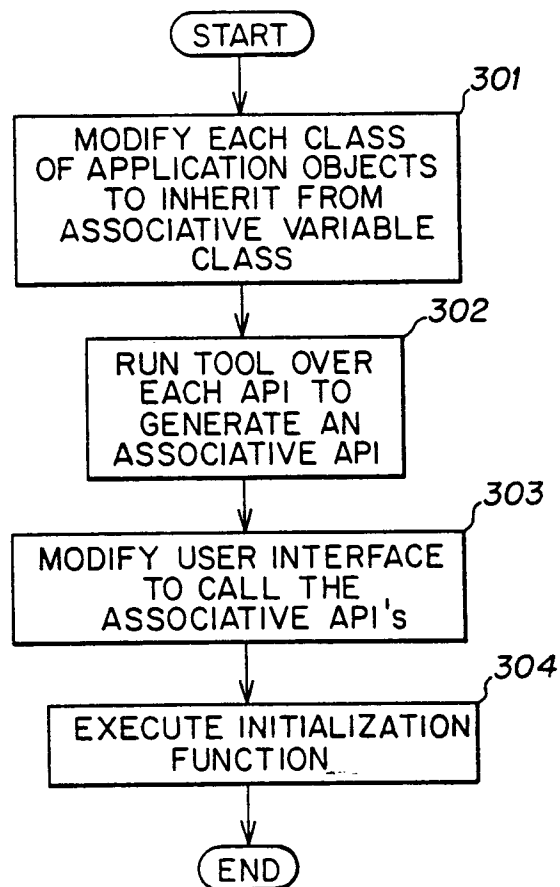 START
301
MODIFY EACH CLASS
OF APPLICATION OBJECTS
TO INHERIT FROM
ASSOCIATIVE VARIABLE
CLASS
302
RUN TOOL OVER
EACH API TO
GENERATE AN
ASSOCIATIVE API
303
MODIFY USER INTERFACE
TO CALL THE
ASSOCIATIVE API's
304
EXECUTE INITIALIZATION
FUNCTION
END